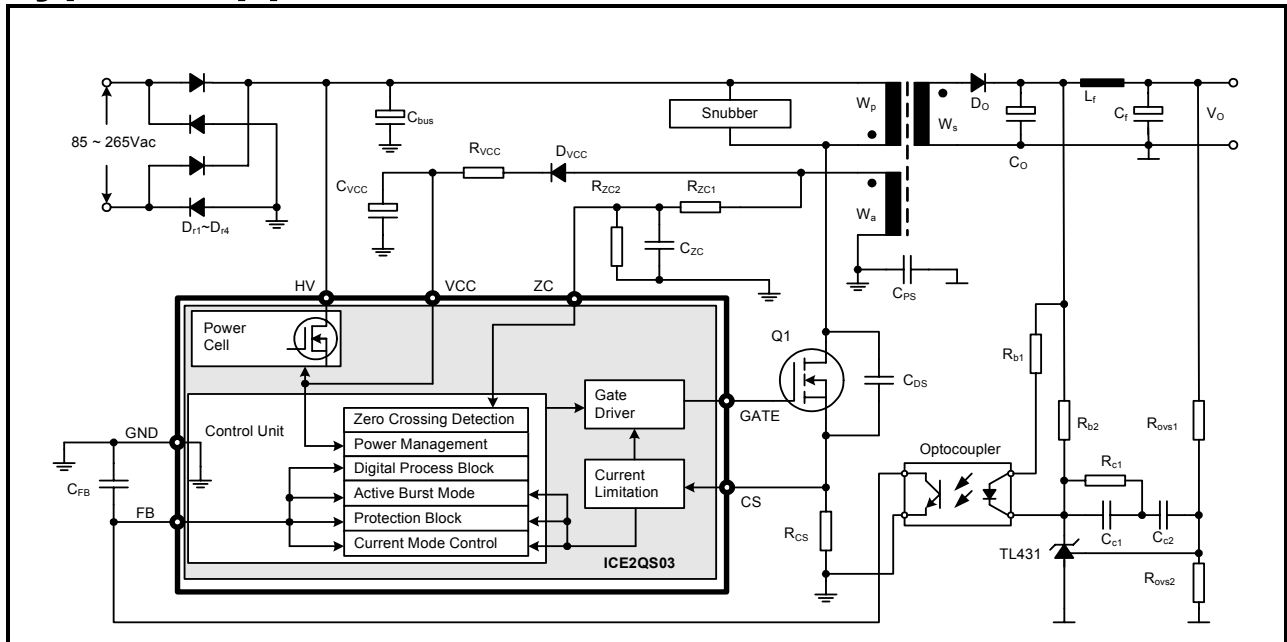 85 ~ 265Vac
Dr1~Dr4
Cbus
Snubber
Wp
Ws
DO
CO
Lf
Cf
VO
CVCC
RVCC
DVCC
RZC2
RZC1
CZC
Wa
CPS
HV
VCC
ZC
Power
Cell
Q1
CDS
Control Unit
Zero Crossing Detection
Power Management
Digital Process Block
Active Burst Mode
Protection Block
Current Mode Control
Gate
Driver
Current
Limitation
GATE
CS
RCS
GND
CFB
FB
ICE2QS03
Rb1
Rb2
Rovs1
Optocoupler
Rc1
Cc1
Cc2
TL431
Rovs2